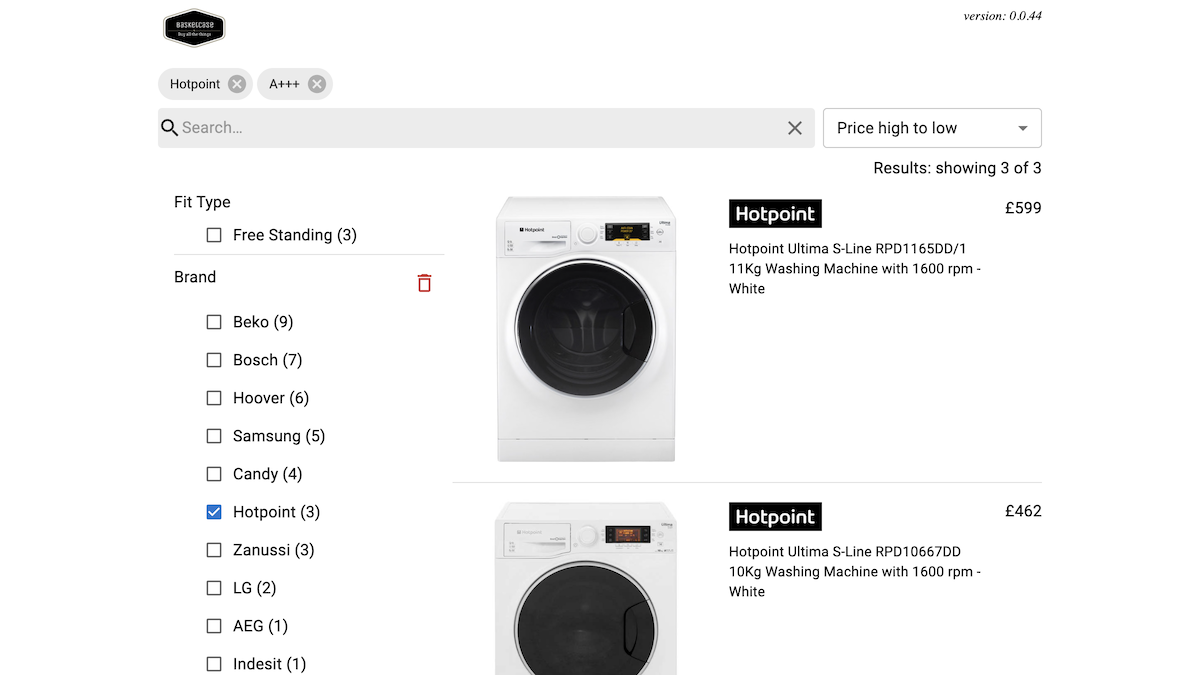 BASKETCASE
Buy all the things
version: 0.0.44
Hotpoint
A+++
Search...
Price high to low
Results: showing 3 of 3
Fit Type
Free Standing (3)
Brand
Beko (9)
Bosch (7)
Hoover (6)
Samsung (5)
Candy (4)
Hotpoint (3)
Zanussi (3)
LG (2)
AEG (1)
Indesit (1)
Hotpoint
Hotpoint
£599
Hotpoint Ultima S-Line RPD1165DD/1
11Kg Washing Machine with 1600 rpm -
White
Hotpoint
Hotpoint
£462
Hotpoint Ultima S-Line RPD10667DD
10Kg Washing Machine with 1600 rpm -
White